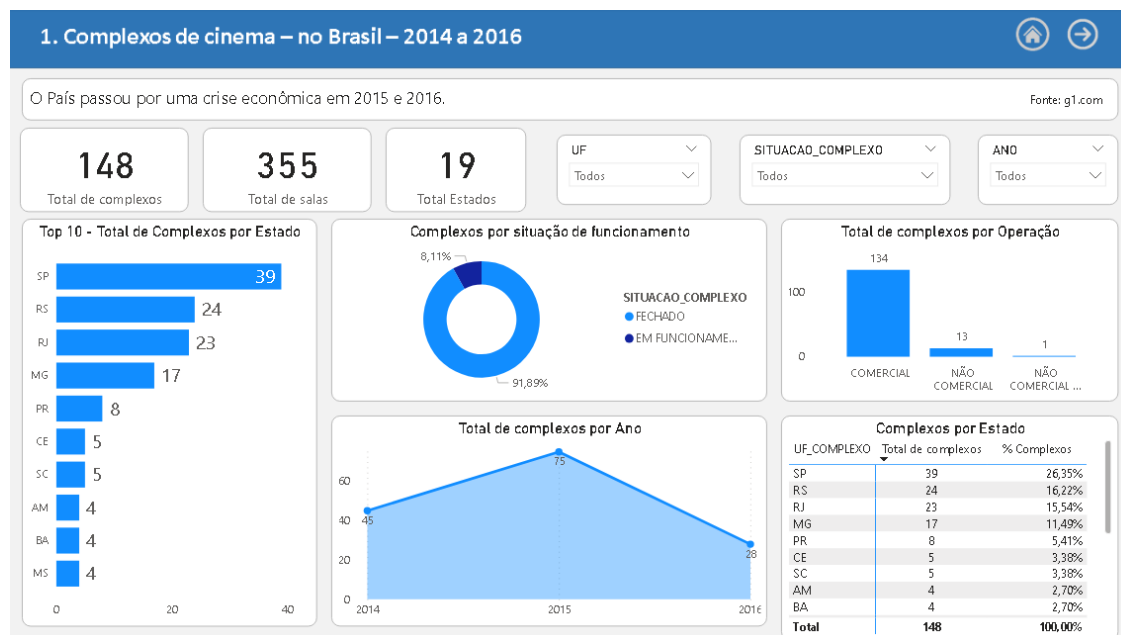 1. Complexos de cinema – no Brasil – 2014 a 2016
O País passou por uma crise econômica em 2015 e 2016.
Fonte: g1.com
148
Total de complexos
355
Total de salas
19
Total Estados
UF
Todos
SITUACAO_COMPLEXO
Todos
ANO
Todos
Top 10 - Total de Complexos por Estado
SP 39
RS 24
RJ 23
MG 17
PR 8
CE 5
SC 5
AM 4
BA 4
MS 4
0 20 40
Complexos por situação de funcionamento
8,11%
91,89%
SITUACAO_COMPLEXO
FECHADO
EM FUNCIONAME...
Total de complexos por Operação
100
0
134
13
1
COMERCIAL
NÃO COMERCIAL
NÃO COMERCIAL ...
Total de complexos por Ano
60
40
20
0
45
75
28
2014 2015 2016
Complexos por Estado
UF_COMPLEXO Total de complexos % Complexos
SP 39 26,35%
RS 24 16,22%
RJ 23 15,54%
MG 17 11,49%
PR 8 5,41%
CE 5 3,38%
SC 5 3,38%
AM 4 2,70%
BA 4 2,70%
Total 148 100,00%